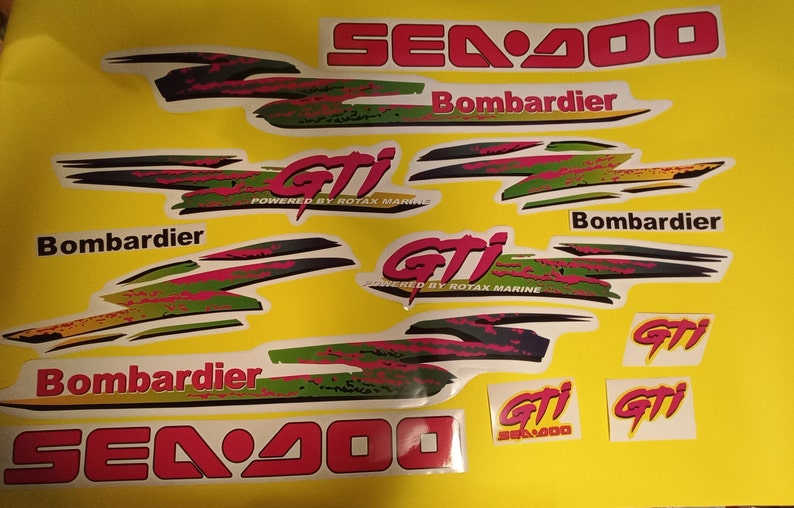 SEA•DOO
Bombardier
GTi
POWERED BY ROTAX MARINE
Bombardier
Bombardier
GTi
POWERED BY ROTAX MARINE
GTi
Bombardier
GTi
SEA•DOO
GTi
SEA•DOO